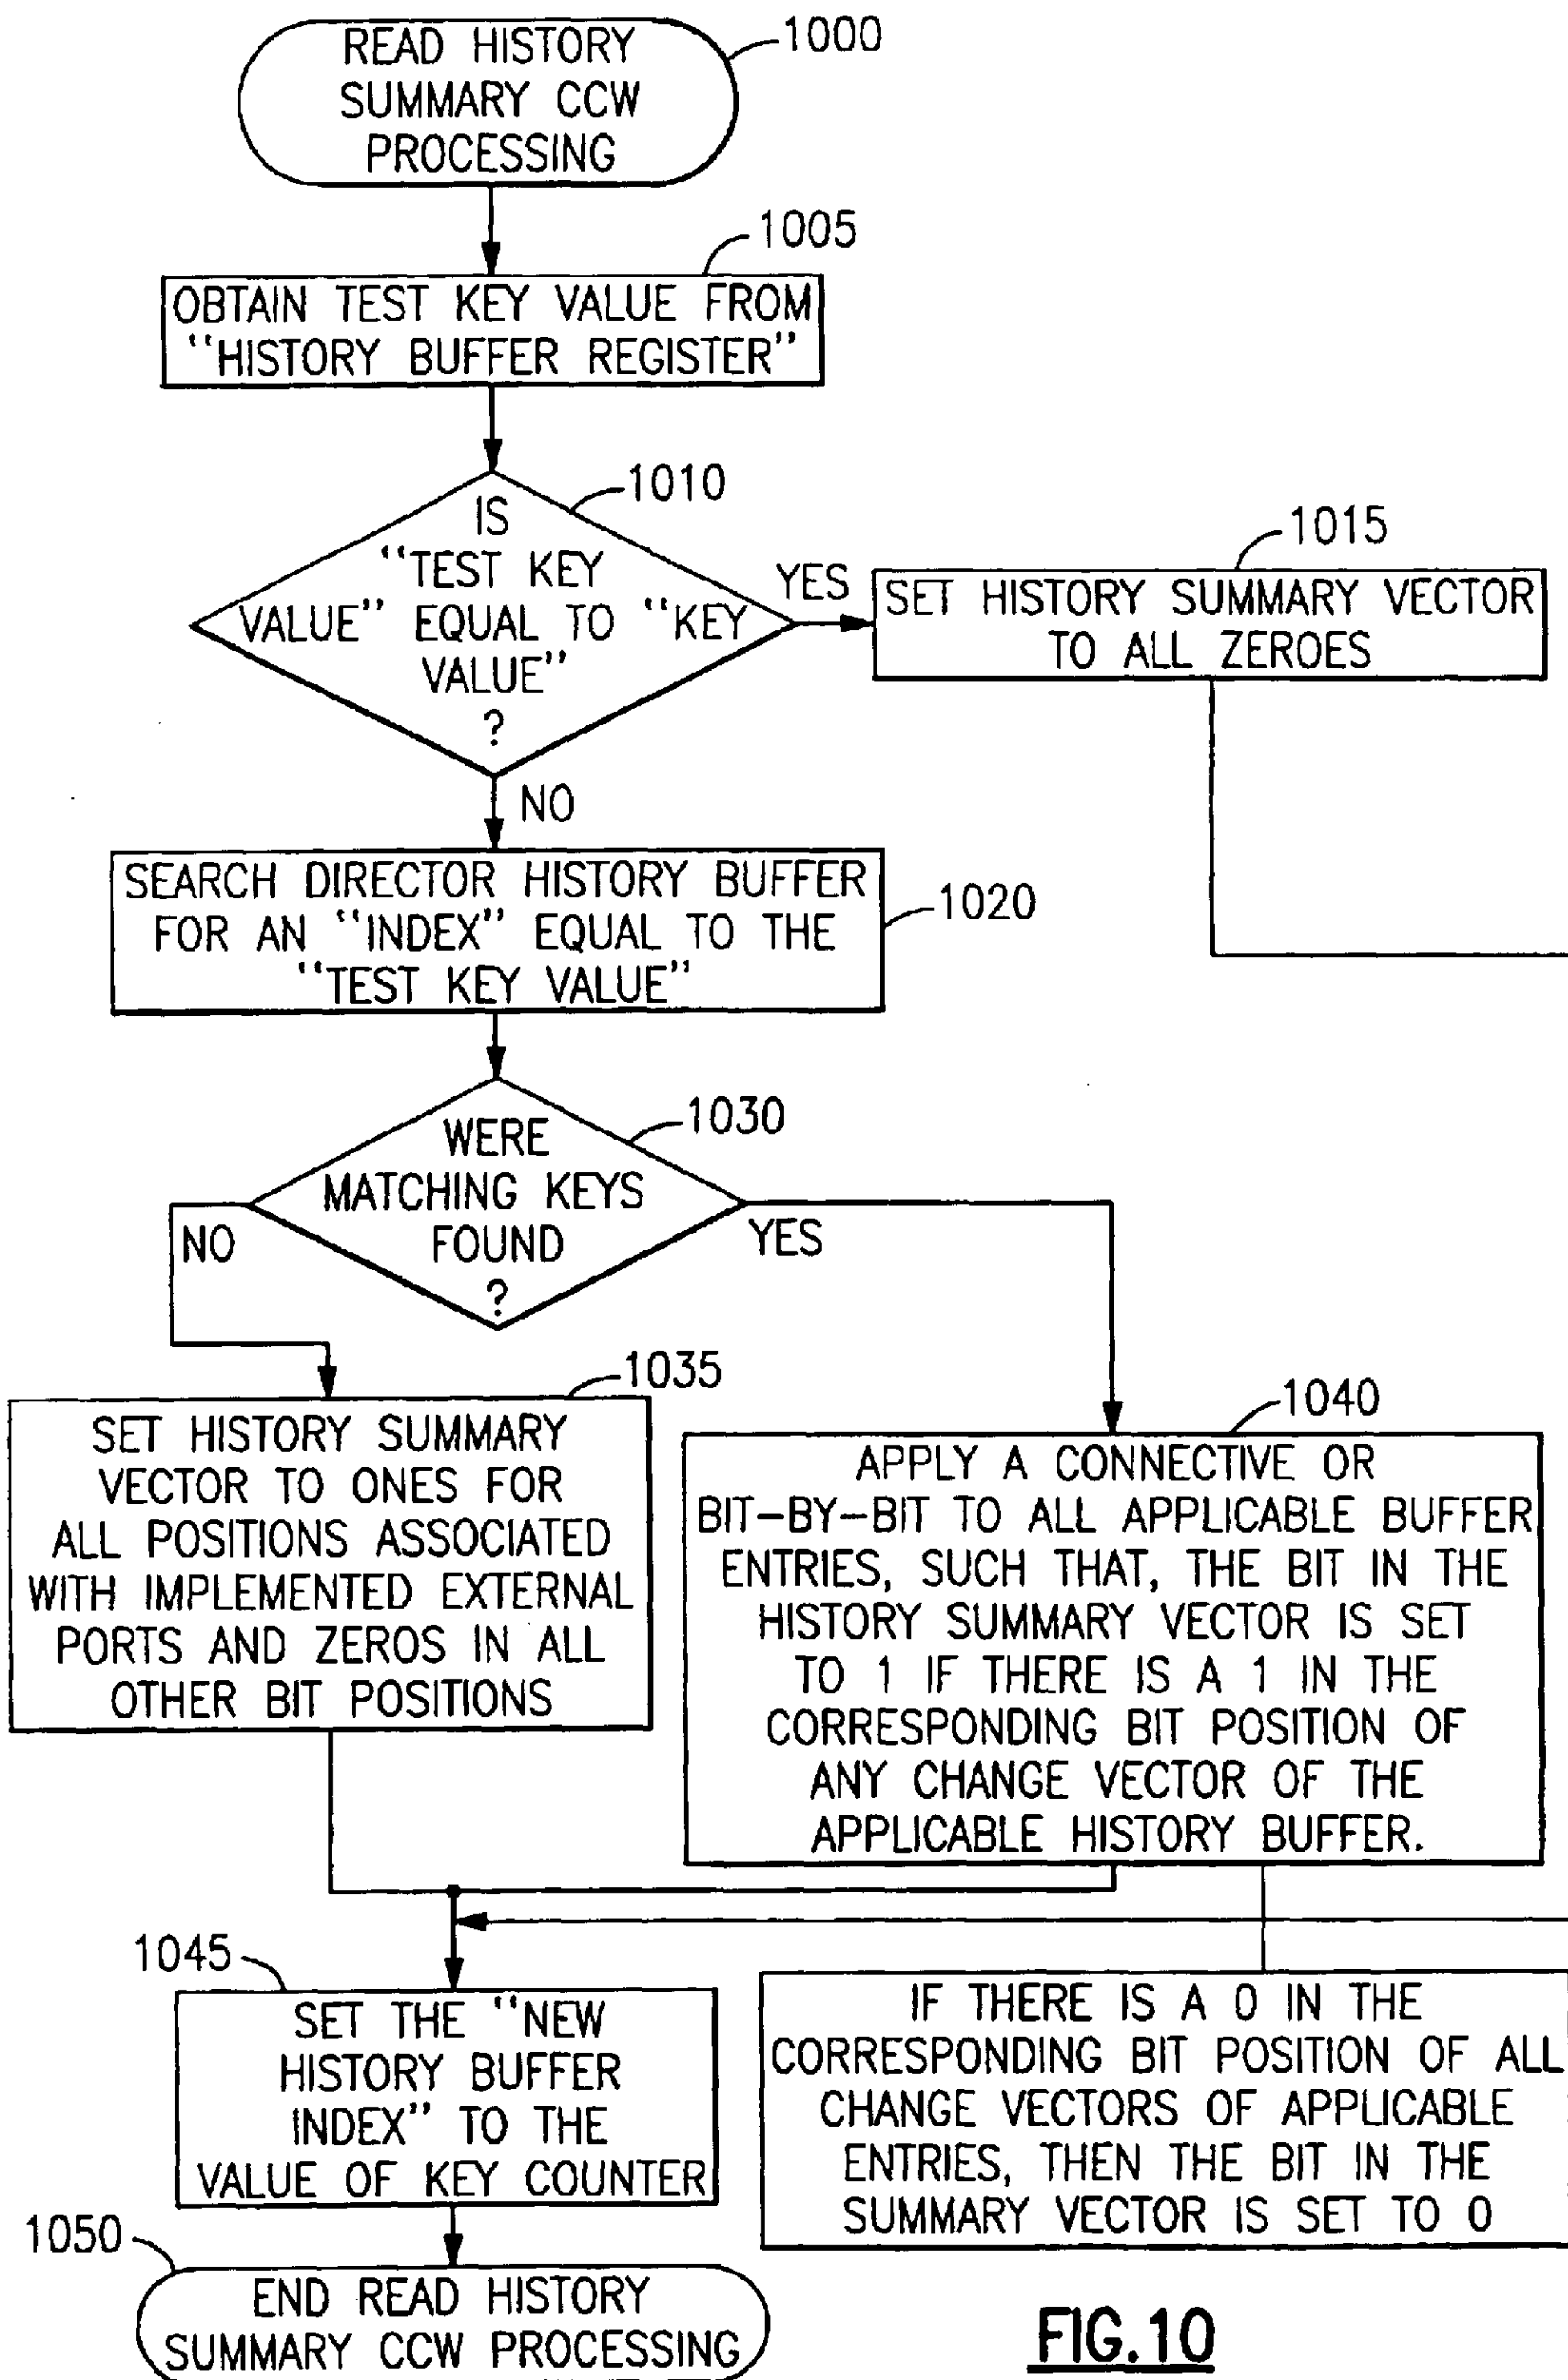 READ HISTORY
SUMMARY CCW
PROCESSING
1000
1005
OBTAIN TEST KEY VALUE FROM
"HISTORY BUFFER REGISTER"
1010
IS
"TEST KEY
VALUE" EQUAL TO "KEY
VALUE"
?
YES
1015
SET HISTORY SUMMARY VECTOR
TO ALL ZEROES
NO
SEARCH DIRECTOR HISTORY BUFFER
FOR AN "INDEX" EQUAL TO THE
"TEST KEY VALUE"
1020
WERE
MATCHING KEYS
FOUND
?
1030
NO
YES
1035
SET HISTORY SUMMARY
VECTOR TO ONES FOR
ALL POSITIONS ASSOCIATED
WITH IMPLEMENTED EXTERNAL
PORTS AND ZEROS IN ALL
OTHER BIT POSITIONS
1040
APPLY A CONNECTIVE OR
BIT-BY-BIT TO ALL APPLICABLE BUFFER
ENTRIES, SUCH THAT, THE BIT IN THE
HISTORY SUMMARY VECTOR IS SET
TO 1 IF THERE IS A 1 IN THE
CORRESPONDING BIT POSITION OF
ANY CHANGE VECTOR OF THE
APPLICABLE HISTORY BUFFER.
1045
SET THE "NEW
HISTORY BUFFER
INDEX" TO THE
VALUE OF KEY COUNTER
IF THERE IS A 0 IN THE
CORRESPONDING BIT POSITION OF ALL
CHANGE VECTORS OF APPLICABLE
ENTRIES, THEN THE BIT IN THE
SUMMARY VECTOR IS SET TO 0
1050
END READ HISTORY
SUMMARY CCW PROCESSING
FIG.10